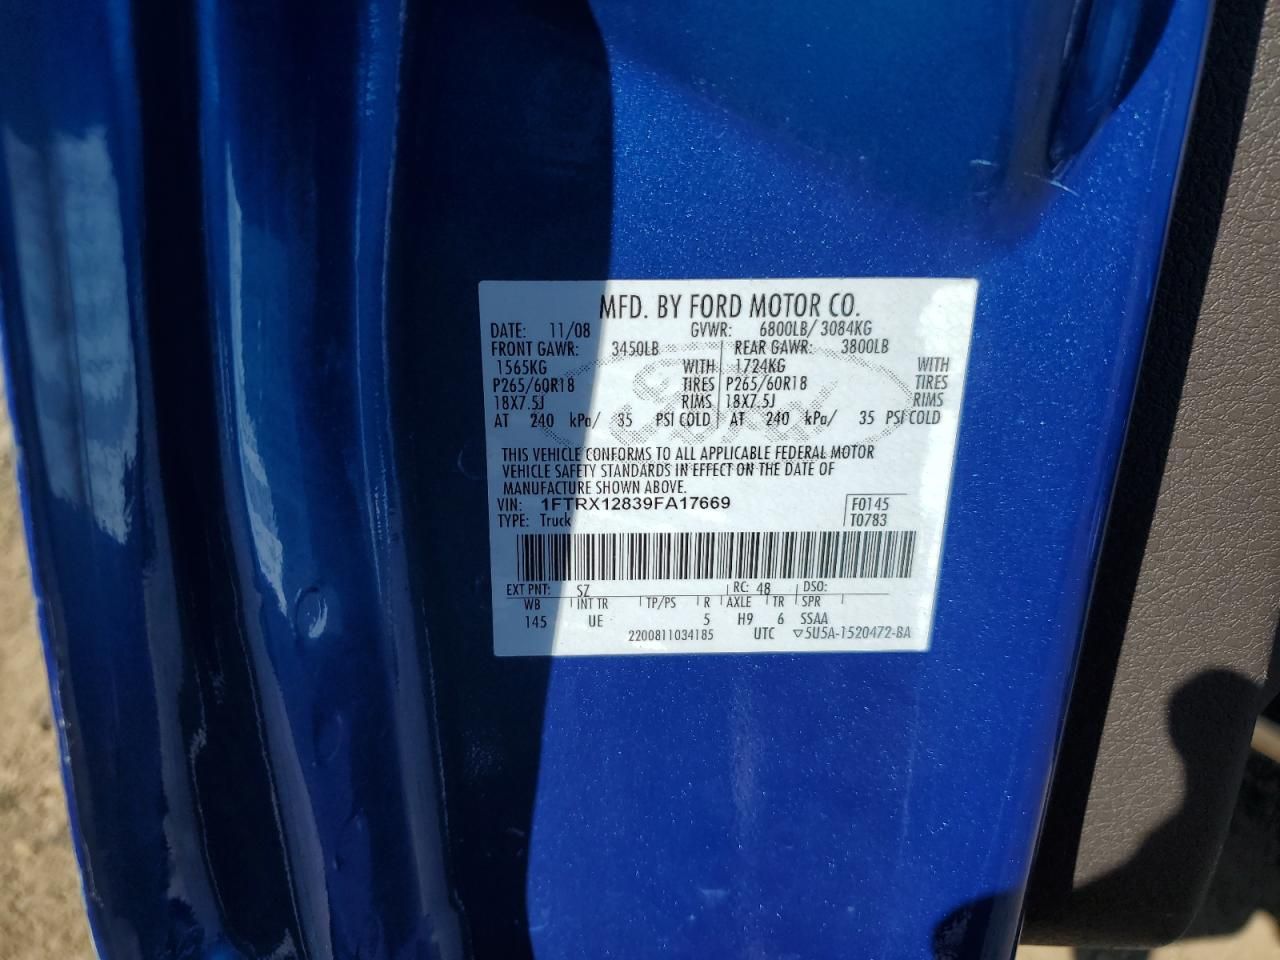 MFD. BY FORD MOTOR CO.
DATE: 11/08 GVWR: 6800LB/ 3084KG
FRONT GAWR: 3450LB REAR GAWR: 3800LB
1565KG WITH 1724KG WITH
P265/60R18 TIRES P265/60R18 TIRES
18X7.5J RIMS 18X7.5J RIMS
AT 240 kPa/ 35 PSI COLD AT 240 kPa/ 35 PSI COLD
THIS VEHICLE CONFORMS TO ALL APPLICABLE FEDERAL MOTOR
VEHICLE SAFETY STANDARDS IN EFFECT ON THE DATE OF
MANUFACTURE SHOWN ABOVE.
VIN: 1FTRX12839FA17669 F0145
TYPE: Truck T0783
EXT PNT: SZ RC: 48 DSO:
WB INT TR TP/PS R AXLE TR SPR
145 UE 5 H9 6 SSAA
2200811034185 UTC ▽5U5A-1520472-BA